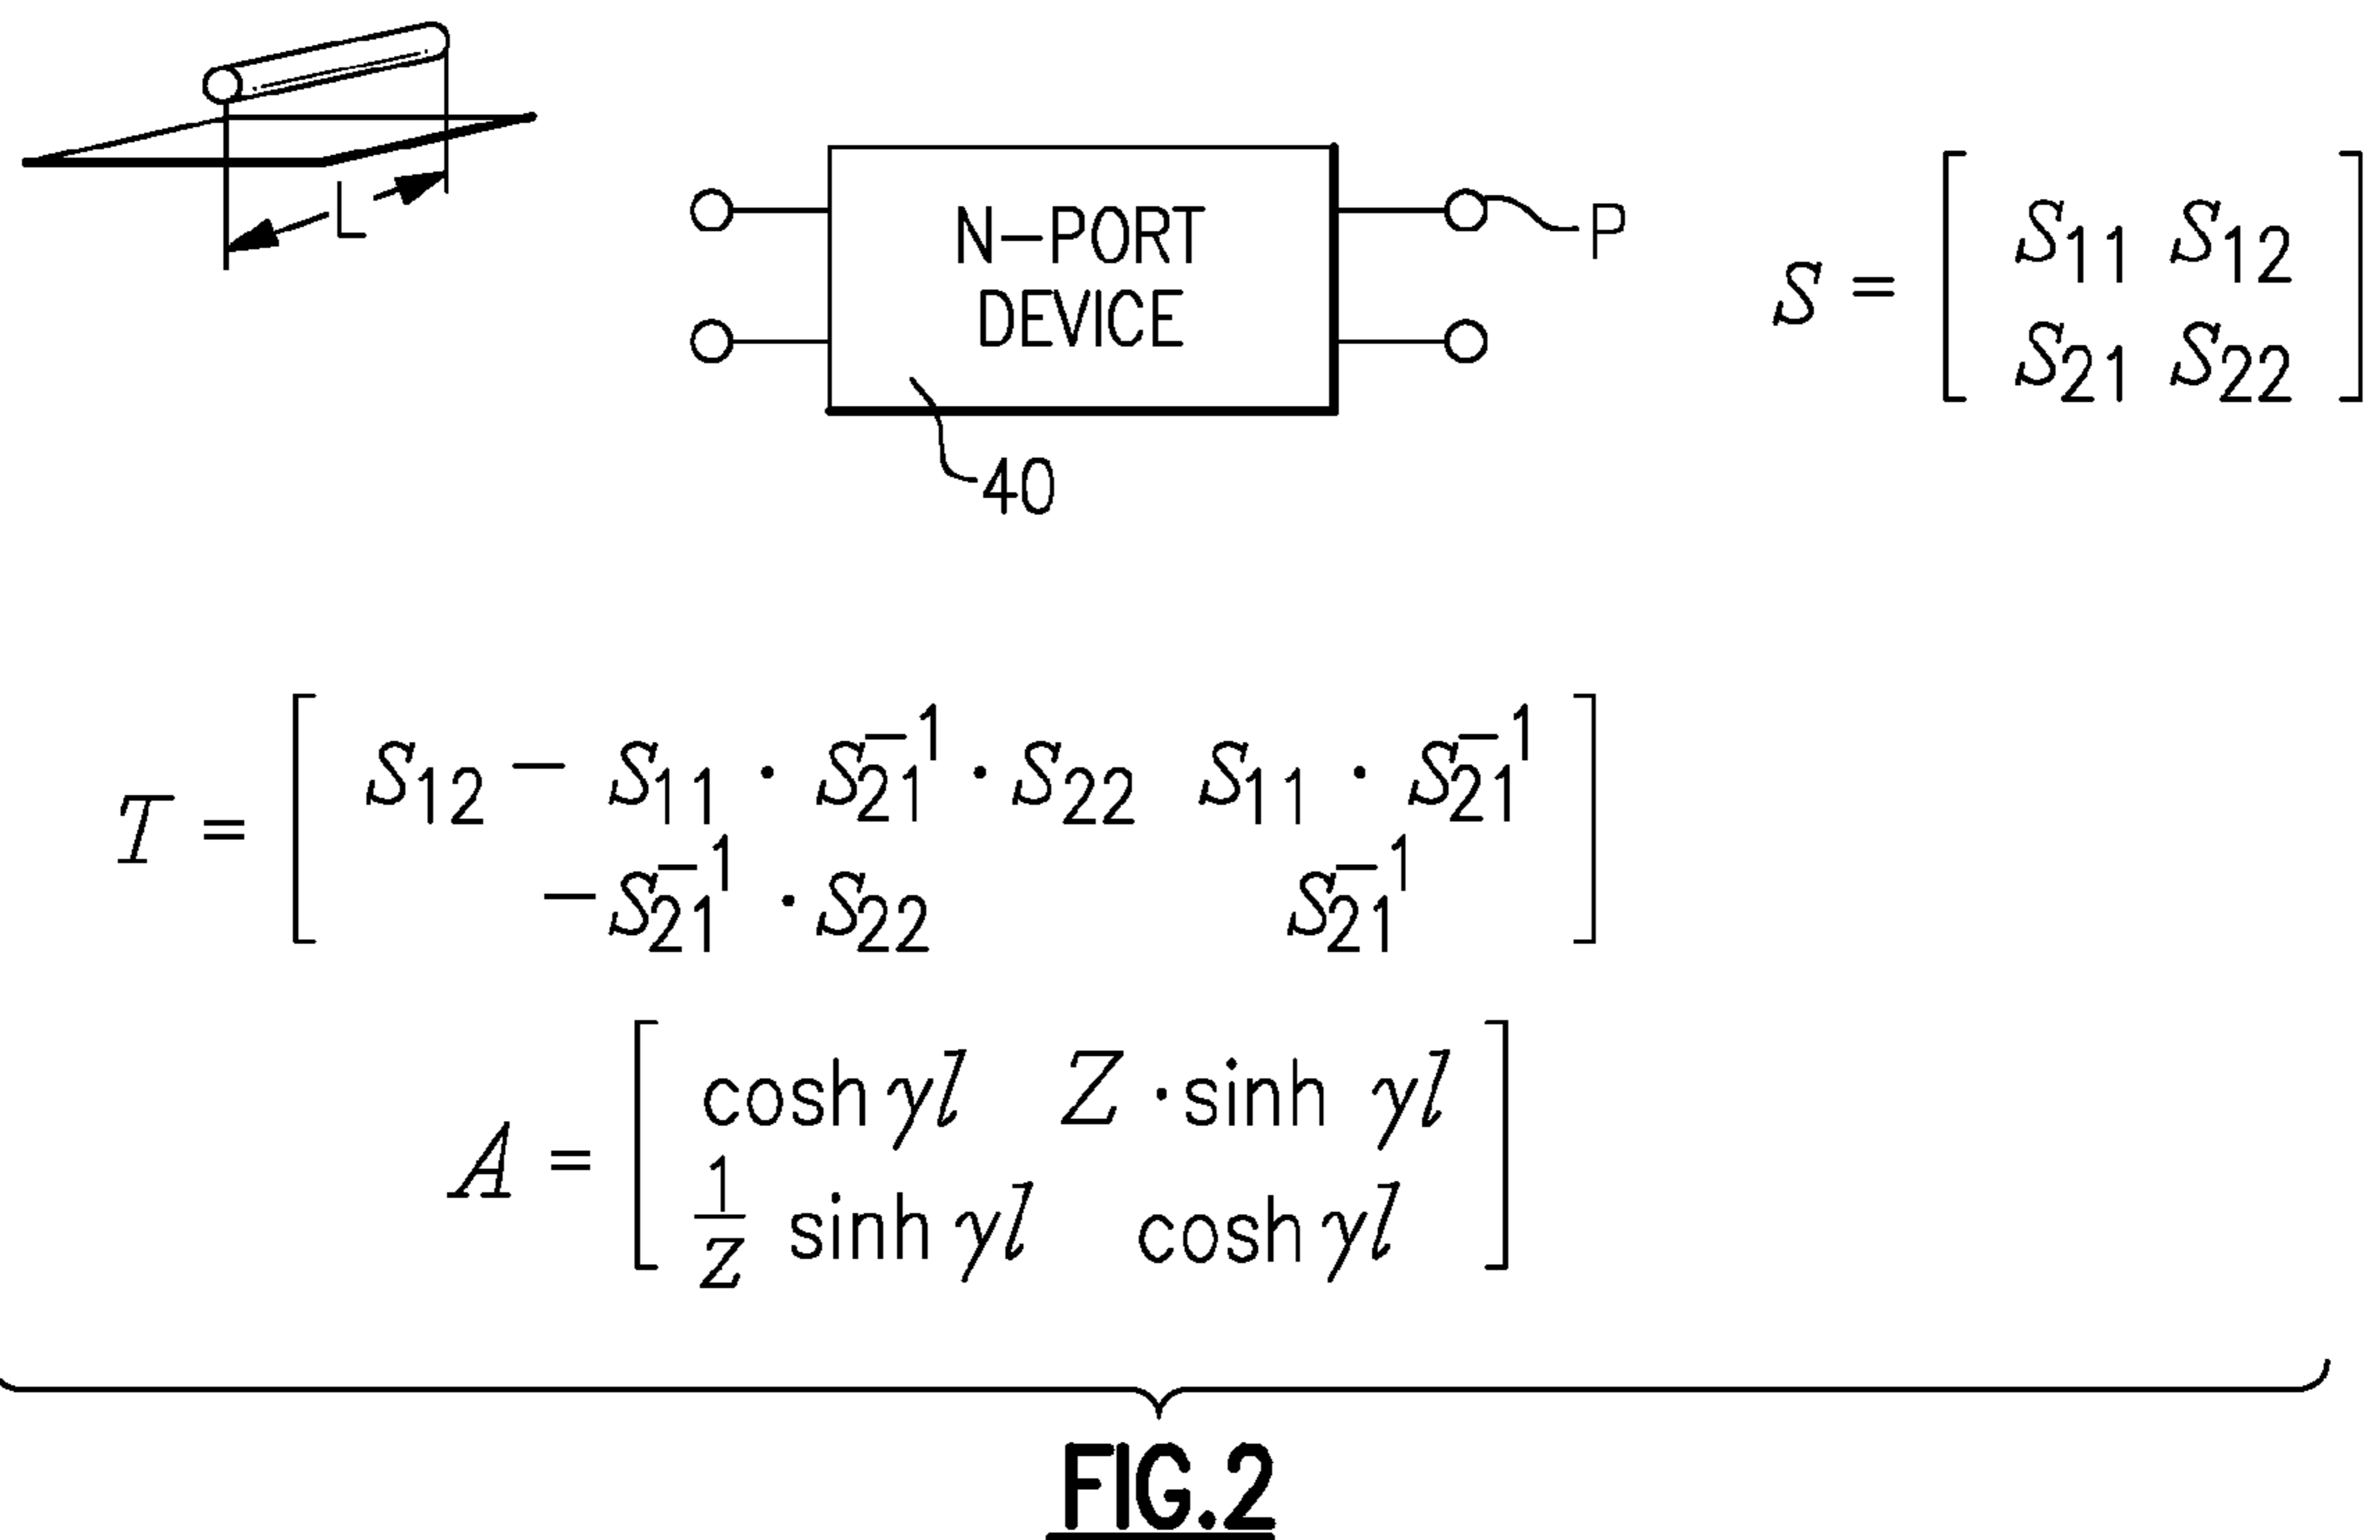 L
N-PORT
DEVICE
P
40
S = [ S11 S12
S21 S22 ]
T = [ S12 − S11 · S21^−1 · S22 S11 · S21^−1
−S21^−1 · S22 S21^−1 ]
A = [ cosh γl Z · sinh γl
1/Z sinh γl cosh γl ]
FIG.2